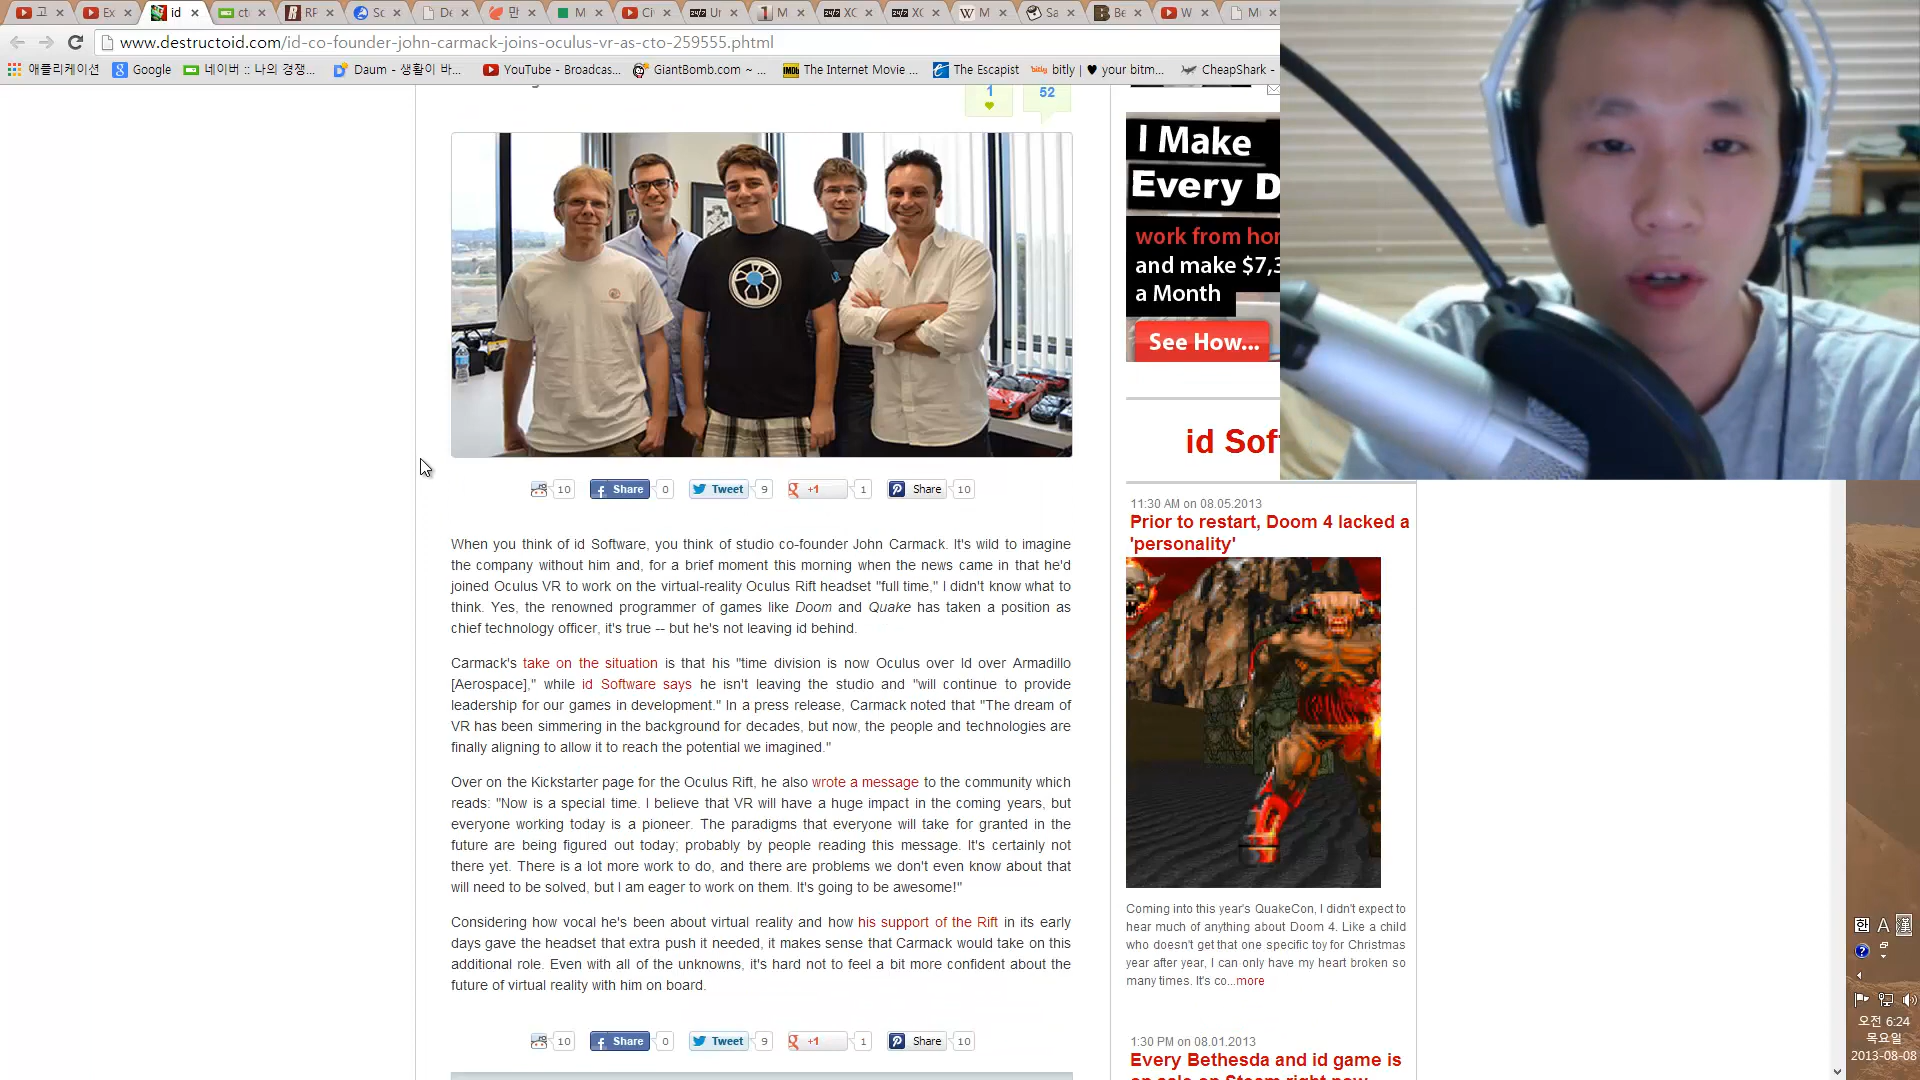 고
Ex
id
ct
RP
Sc
De
만
M
Ci
Ur
M
XC
XC
M
Sa
Be
W
www.destructoid.com/id-co-founder-john-carmack-joins-oculus-vr-as-cto-259555.phtml
애플리케이션 Google 네이버 :: 나의 경쟁... Daum - 생활이 바... YouTube - Broadcas... GiantBomb.com ~ ... The Internet Movie ... The Escapist bitly | ♥ your bitm... CheapShark -
1
52
10 Share 0 Tweet 9 +1 1 Share 10
When you think of id Software, you think of studio co-founder John Carmack. It's wild to imagine
the company without him and, for a brief moment this morning when the news came in that he'd
joined Oculus VR to work on the virtual-reality Oculus Rift headset "full time," I didn't know what to
think. Yes, the renowned programmer of games like Doom and Quake has taken a position as
chief technology officer, it's true -- but he's not leaving id behind.
Carmack's take on the situation is that his "time division is now Oculus over Id over Armadillo
[Aerospace]," while id Software says he isn't leaving the studio and "will continue to provide
leadership for our games in development." In a press release, Carmack noted that "The dream of
VR has been simmering in the background for decades, but now, the people and technologies are
finally aligning to allow it to reach the potential we imagined."
Over on the Kickstarter page for the Oculus Rift, he also wrote a message to the community which
reads: "Now is a special time. I believe that VR will have a huge impact in the coming years, but
everyone working today is a pioneer. The paradigms that everyone will take for granted in the
future are being figured out today; probably by people reading this message. It's certainly not
there yet. There is a lot more work to do, and there are problems we don't even know about that
will need to be solved, but I am eager to work on them. It's going to be awesome!"
Considering how vocal he's been about virtual reality and how his support of the Rift in its early
days gave the headset that extra push it needed, it makes sense that Carmack would take on this
additional role. Even with all of the unknowns, it's hard not to feel a bit more confident about the
future of virtual reality with him on board.
10 Share 0 Tweet 9 +1 1 Share 10
I Make
Every D
work from hor
and make $7,3
a Month
See How...
id Sof
11:30 AM on 08.05.2013
Prior to restart, Doom 4 lacked a
'personality'
Coming into this year's QuakeCon, I didn't expect to
hear much of anything about Doom 4. Like a child
who doesn't get that one specific toy for Christmas
year after year, I can only have my heart broken so
many times. It's co...more
1:30 PM on 08.01.2013
Every Bethesda and id game is
on sale on Steam right now
한 A 漢
오전 6:24
목요일
2013-08-08